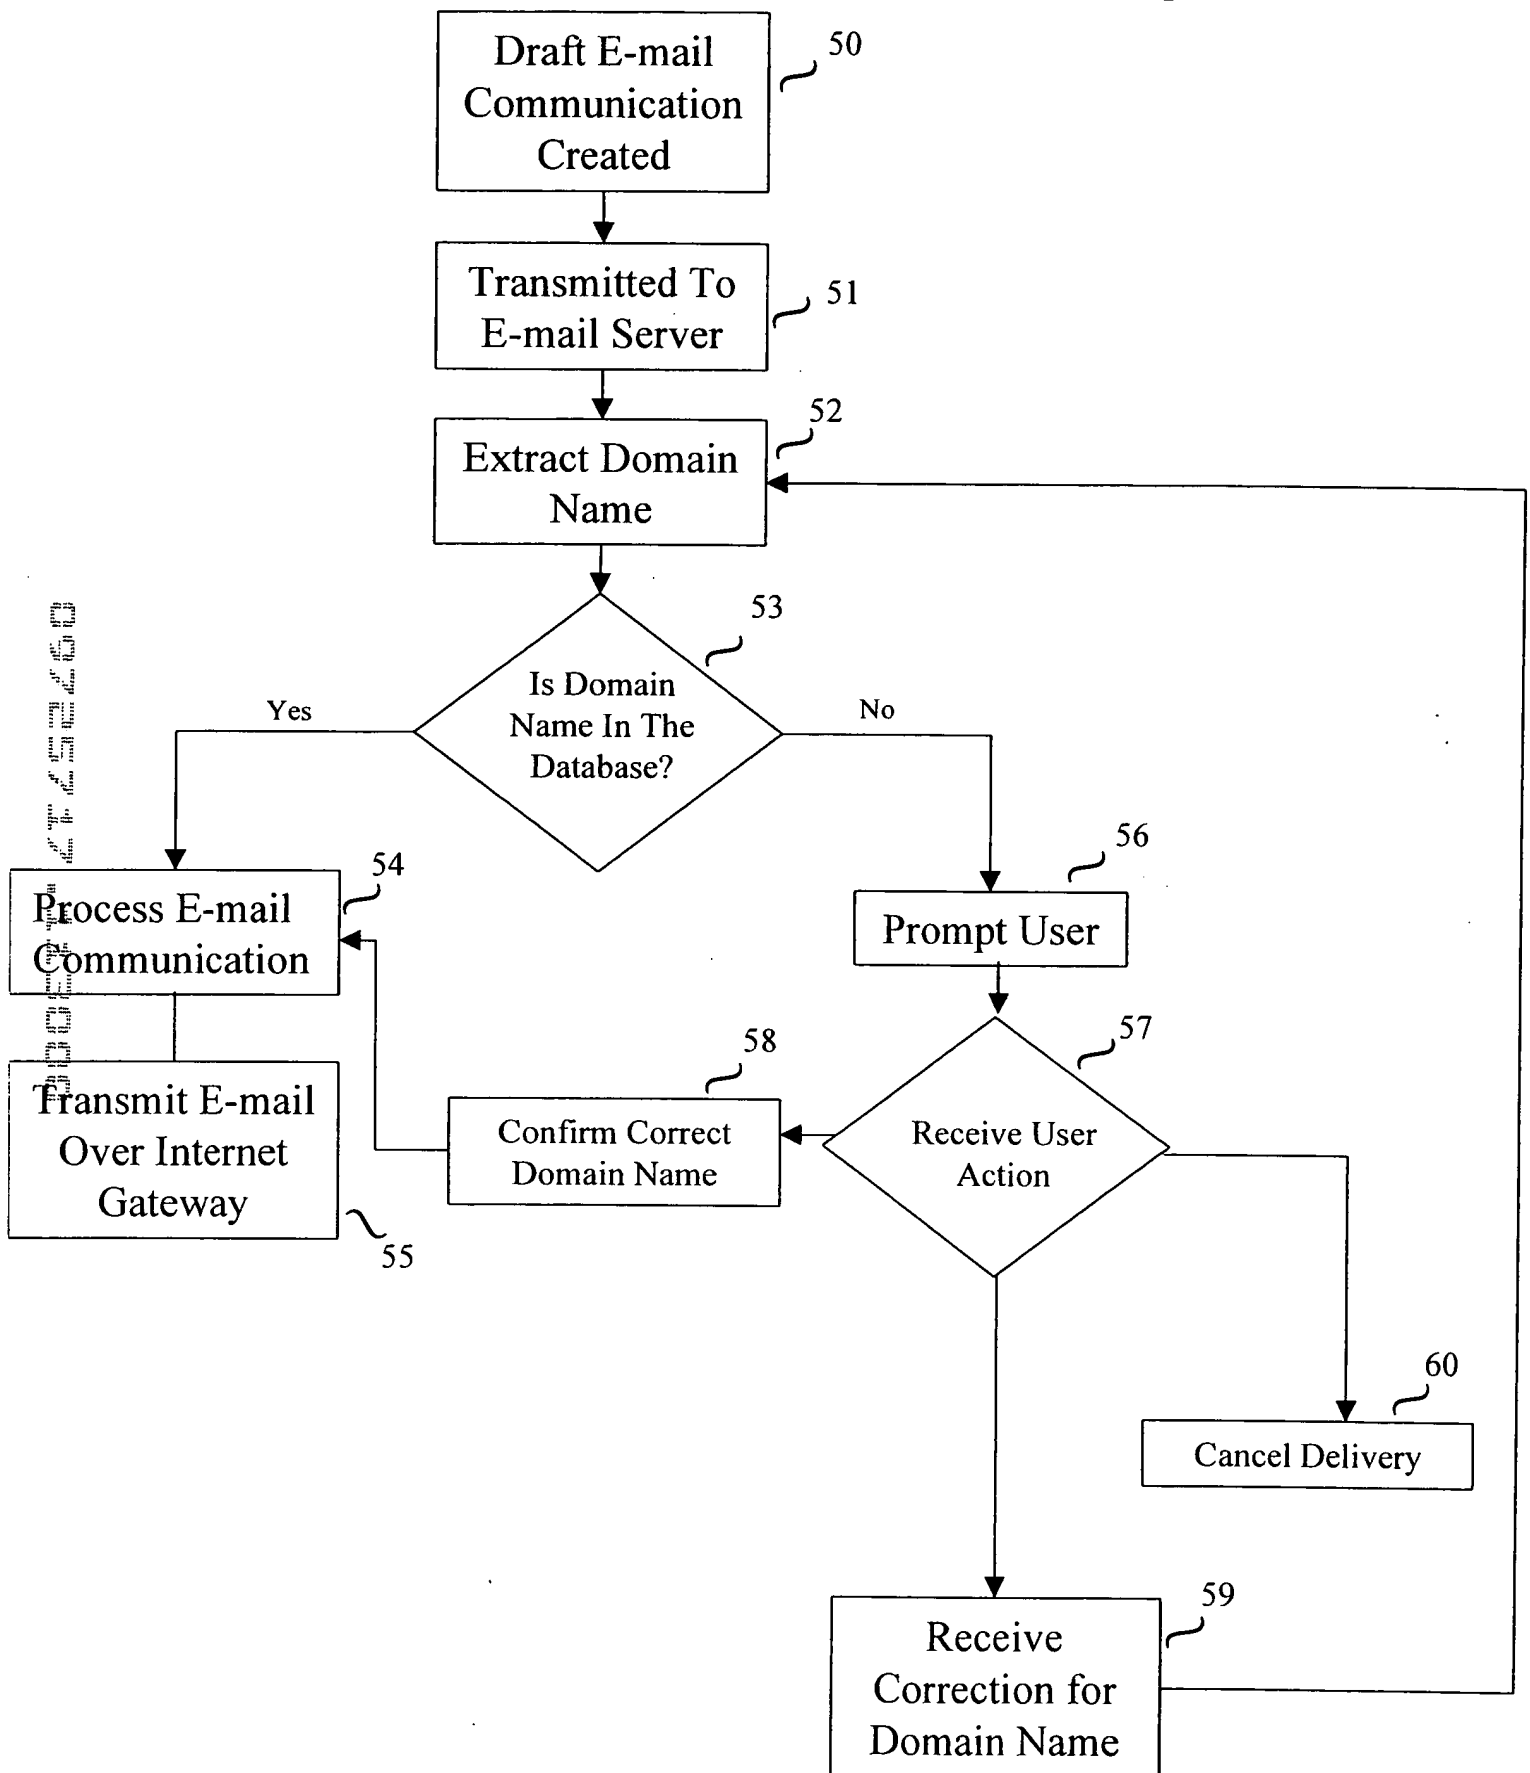 Draft E-mail
Communication
Created
50
Transmitted To
E-mail Server
51
Extract Domain
Name
52
Is Domain
Name In The
Database?
53
Yes
No
Process E-mail
Communication
54
Transmit E-mail
Over Internet
Gateway
55
Prompt User
56
Receive User
Action
57
Confirm Correct
Domain Name
58
Cancel Delivery
60
Receive
Correction for
Domain Name
59